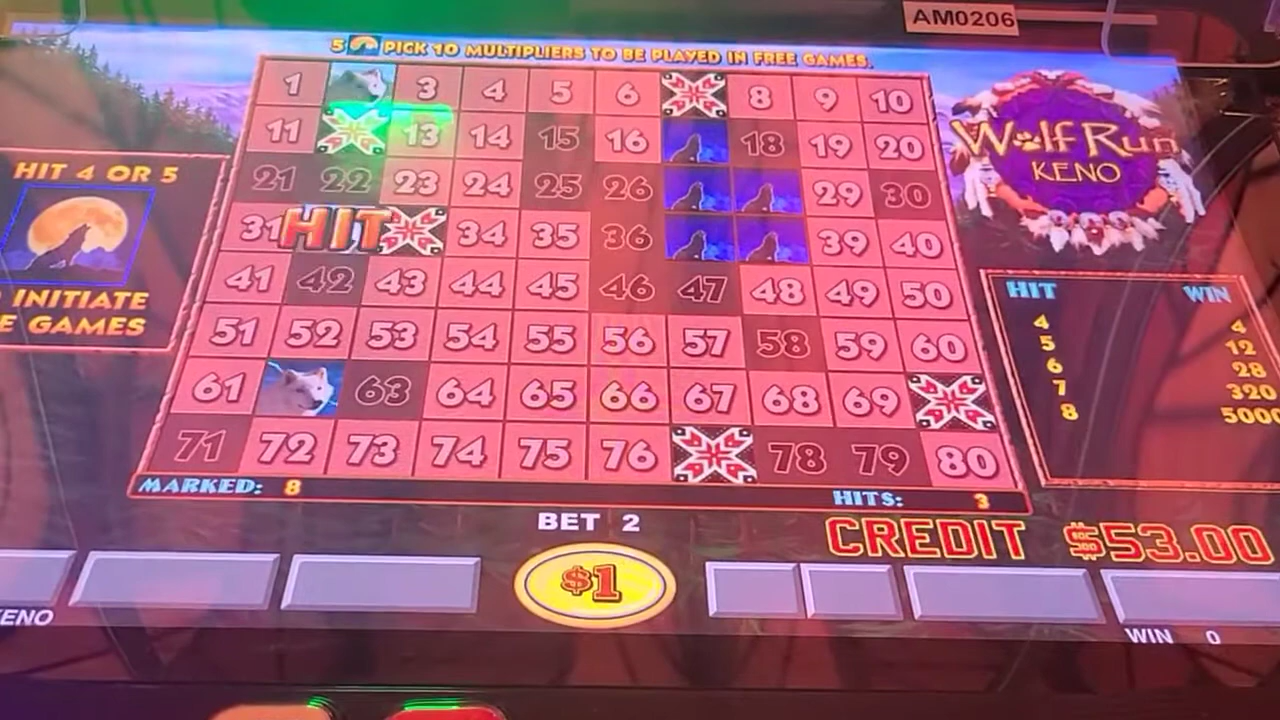 AM0206
5 PICK 10 MULTIPLIERS TO BE PLAYED IN FREE GAMES.
1 3 4 5 6 8 9 10
11 13 14 15 16 18 19 20
21 22 23 24 25 26 29 30
31 HIT 34 35 36 39 40
41 42 43 44 45 46 47 48 49 50
51 52 53 54 55 56 57 58 59 60
61 63 64 65 66 67 68 69
71 72 73 74 75 76 78 79 80
MARKED: 8
HITS: 3
HIT 4 OR 5
INITIATE
E GAMES
Wolf Run
KENO
HIT WIN
4 4
5 12
6 28
7 320
8 5000
BET 2
CREDIT $53.00
$1
KENO
WIN 0